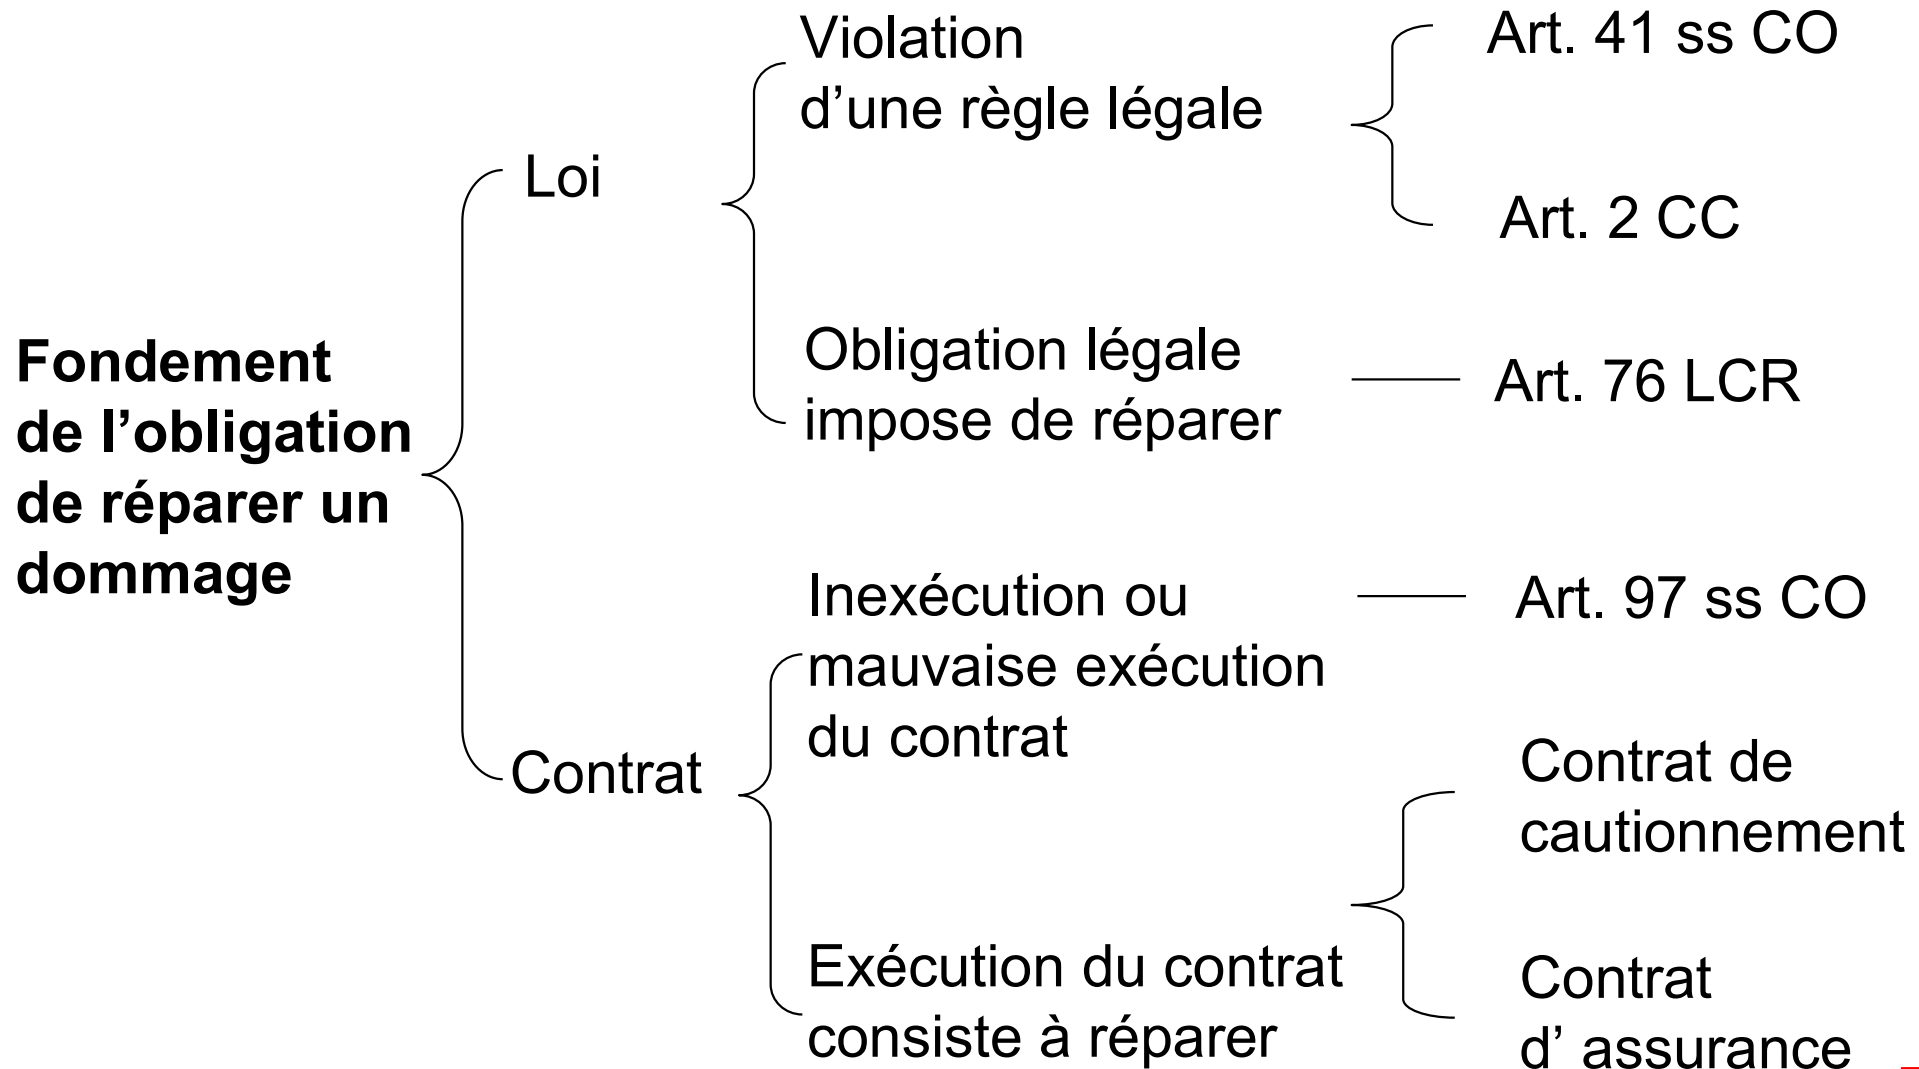 Fondement
de l’obligation
de réparer un
dommage
Loi
Violation
d’une règle légale
Art. 41 ss CO
Art. 2 CC
Obligation légale
impose de réparer
Art. 76 LCR
Contrat
Inexécution ou
mauvaise exécution
du contrat
Art. 97 ss CO
Exécution du contrat
consiste à réparer
Contrat de
cautionnement
Contrat
d’ assurance